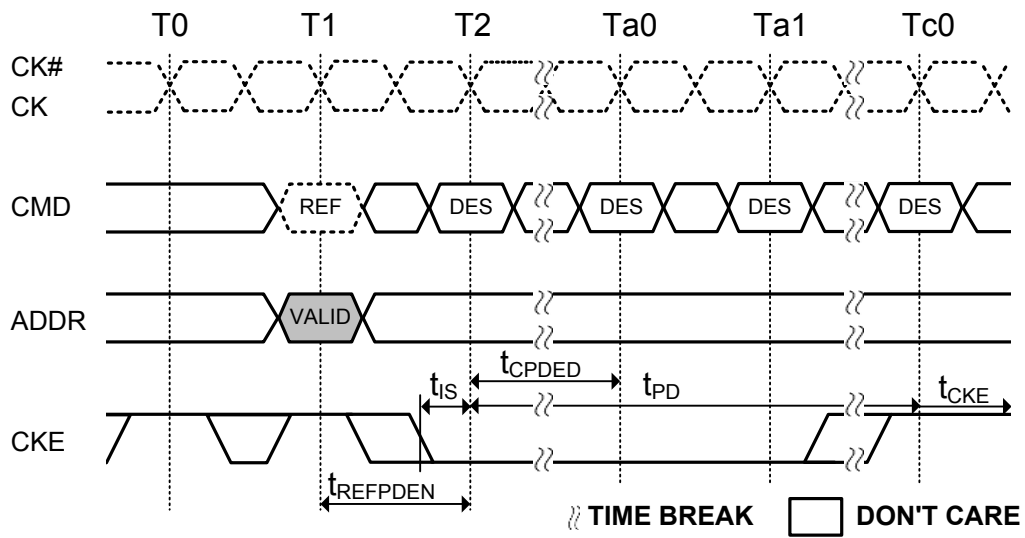 T0 T1 T2 Ta0 Ta1 Tc0
CK#
CK
CMD REF DES DES DES DES
ADDR VALID
tCPDED
tIS tPD tCKE
CKE
tREFPDEN
TIME BREAK DON'T CARE